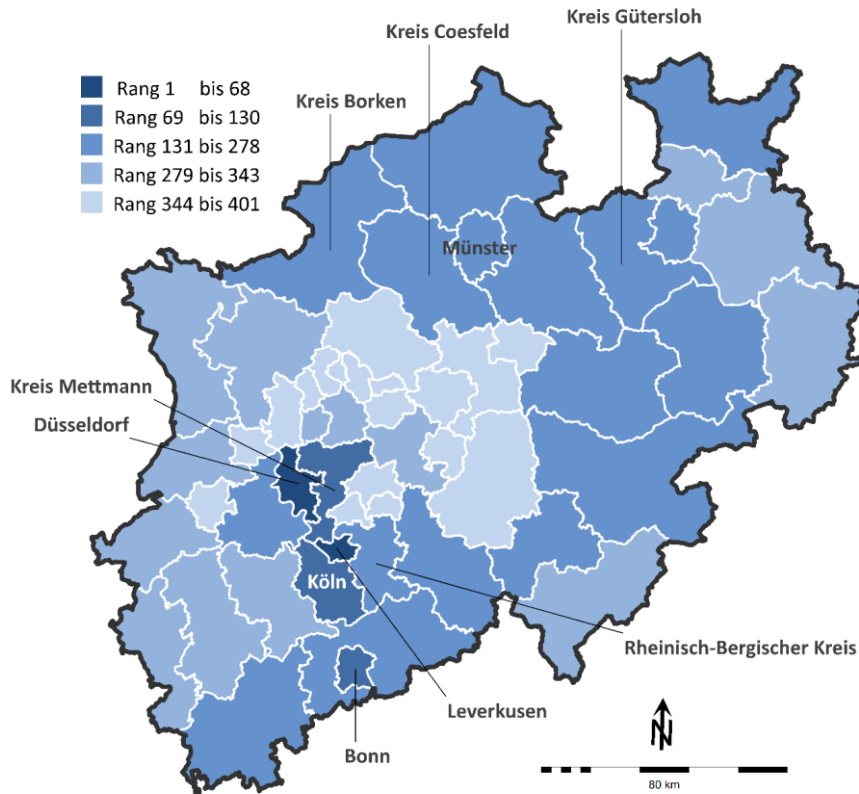 Kreis Gütersloh
Kreis Coesfeld
Kreis Borken
Rang 1 bis 68
Rang 69 bis 130
Rang 131 bis 278
Rang 279 bis 343
Rang 344 bis 401
Münster
Kreis Mettmann
Düsseldorf
Köln
Rheinisch-Bergischer Kreis
Leverkusen
Bonn
N
80 km